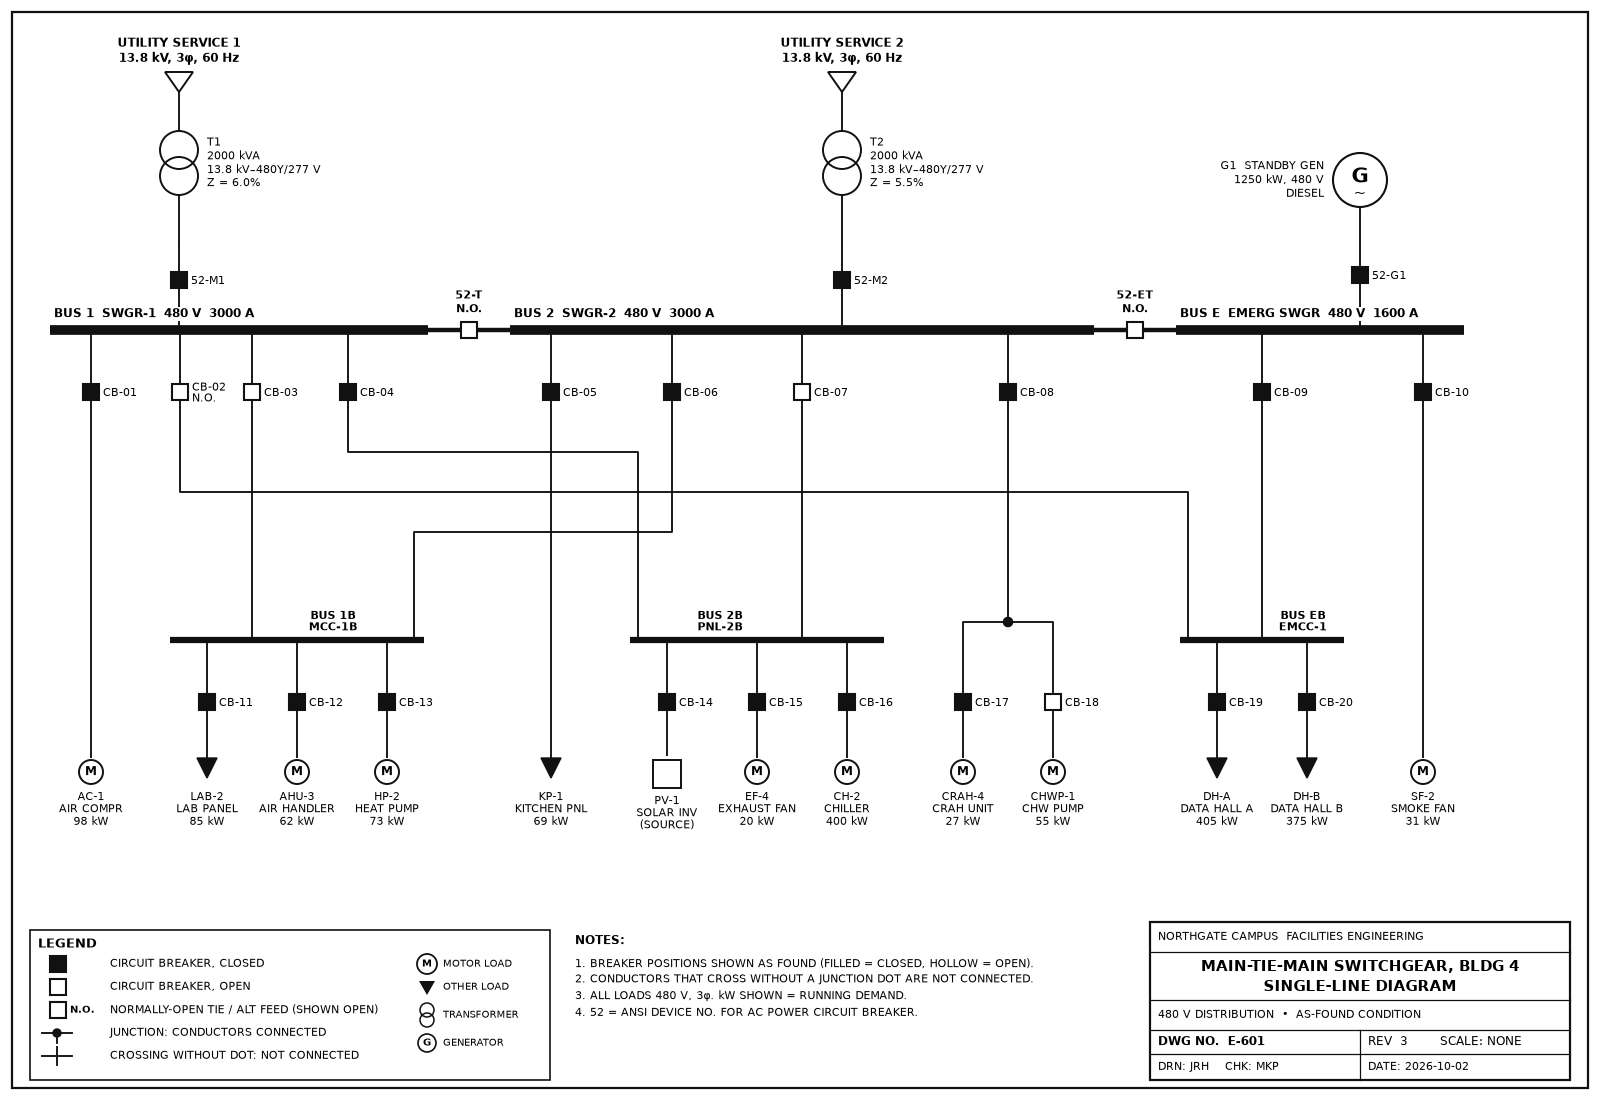 UTILITY SERVICE 1
13.8 kV, 3φ, 60 Hz
UTILITY SERVICE 2
13.8 kV, 3φ, 60 Hz
T1
2000 kVA
13.8 kV–480Y/277 V
Z = 6.0%
T2
2000 kVA
13.8 kV–480Y/277 V
Z = 5.5%
G1 STANDBY GEN
1250 kW, 480 V
DIESEL
G
~
52-M1
52-M2
52-G1
BUS 1 SWGR-1 480 V 3000 A
52-T
N.O.
BUS 2 SWGR-2 480 V 3000 A
52-ET
N.O.
BUS E EMERG SWGR 480 V 1600 A
CB-01
CB-02
N.O.
CB-03
CB-04
CB-05
CB-06
CB-07
CB-08
CB-09
CB-10
BUS 1B
MCC-1B
BUS 2B
PNL-2B
BUS EB
EMCC-1
CB-11
CB-12
CB-13
CB-14
CB-15
CB-16
CB-17
CB-18
CB-19
CB-20
M
AC-1
AIR COMPR
98 kW
LAB-2
LAB PANEL
85 kW
M
AHU-3
AIR HANDLER
62 kW
M
HP-2
HEAT PUMP
73 kW
KP-1
KITCHEN PNL
69 kW
PV-1
SOLAR INV
(SOURCE)
M
EF-4
EXHAUST FAN
20 kW
M
CH-2
CHILLER
400 kW
M
CRAH-4
CRAH UNIT
27 kW
M
CHWP-1
CHW PUMP
55 kW
DH-A
DATA HALL A
405 kW
DH-B
DATA HALL B
375 kW
M
SF-2
SMOKE FAN
31 kW
LEGEND
CIRCUIT BREAKER, CLOSED
CIRCUIT BREAKER, OPEN
N.O. NORMALLY-OPEN TIE / ALT FEED (SHOWN OPEN)
JUNCTION: CONDUCTORS CONNECTED
CROSSING WITHOUT DOT: NOT CONNECTED
M MOTOR LOAD
OTHER LOAD
TRANSFORMER
G GENERATOR
NOTES:
1. BREAKER POSITIONS SHOWN AS FOUND (FILLED = CLOSED, HOLLOW = OPEN).
2. CONDUCTORS THAT CROSS WITHOUT A JUNCTION DOT ARE NOT CONNECTED.
3. ALL LOADS 480 V, 3φ. kW SHOWN = RUNNING DEMAND.
4. 52 = ANSI DEVICE NO. FOR AC POWER CIRCUIT BREAKER.
NORTHGATE CAMPUS FACILITIES ENGINEERING
MAIN-TIE-MAIN SWITCHGEAR, BLDG 4
SINGLE-LINE DIAGRAM
480 V DISTRIBUTION • AS-FOUND CONDITION
DWG NO. E-601
REV 3 SCALE: NONE
DRN: JRH CHK: MKP
DATE: 2026-10-02